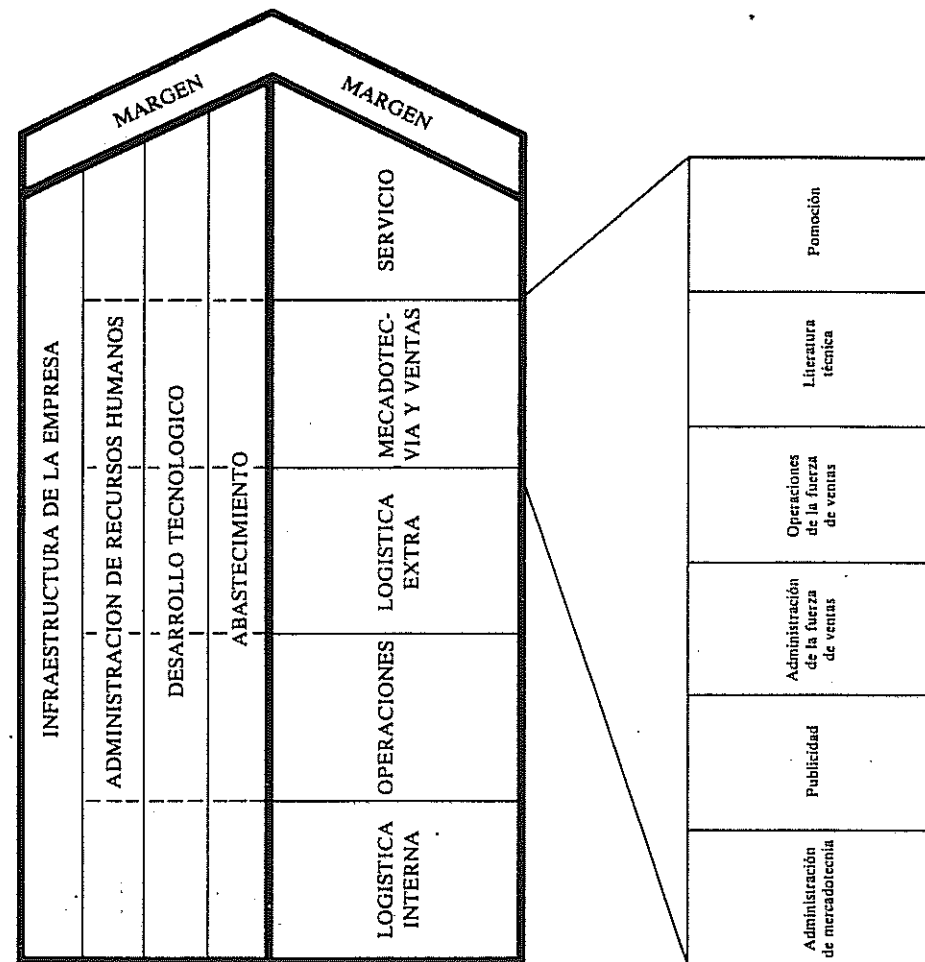 INFRAESTRUCTURA DE LA EMPRESA
ADMINISTRACION DE RECURSOS HUMANOS
DESARROLLO TECNOLOGICO
ABASTECIMIENTO
MARGEN
LOGISTICA
INTERNA
OPERACIONES
LOGISTICA
EXTRA
MECADOTEC-
VIA Y VENTAS
SERVICIO
MARGEN
Administración
de mercadotecnia
Publicidad
Administración
de la fuerza
de ventas
Operaciones
de la fuerza
de ventas
Literatura
técnica
Pomoción